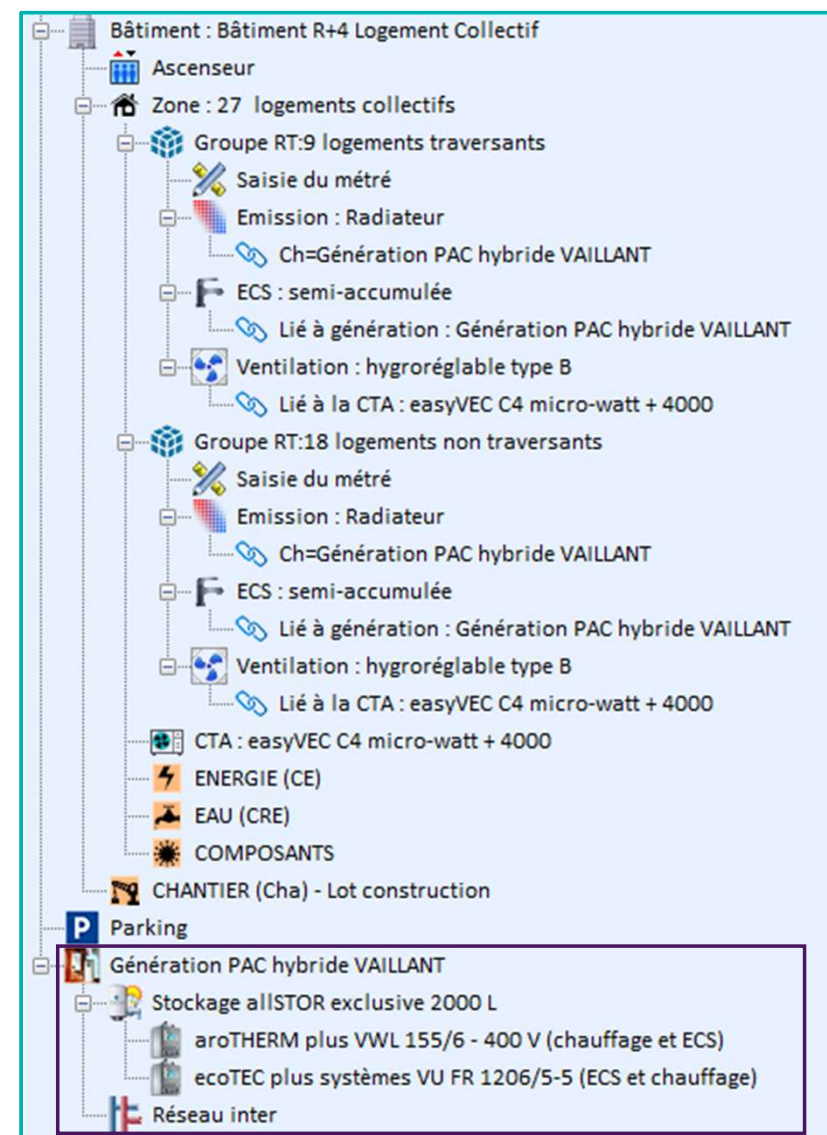 Bâtiment : Bâtiment R+4 Logement Collectif
Ascenseur
Zone : 27 logements collectifs
Groupe RT:9 logements traversants
Saisie du métré
Emission : Radiateur
Ch=Génération PAC hybride VAILLANT
ECS : semi-accumulée
Lié à génération : Génération PAC hybride VAILLANT
Ventilation : hygroréglable type B
Lié à la CTA : easyVEC C4 micro-watt + 4000
Groupe RT:18 logements non traversants
Saisie du métré
Emission : Radiateur
Ch=Génération PAC hybride VAILLANT
ECS : semi-accumulée
Lié à génération : Génération PAC hybride VAILLANT
Ventilation : hygroréglable type B
Lié à la CTA : easyVEC C4 micro-watt + 4000
CTA : easyVEC C4 micro-watt + 4000
ENERGIE (CE)
EAU (CRE)
COMPOSANTS
CHANTIER (Cha) - Lot construction
P Parking
Génération PAC hybride VAILLANT
Stockage allSTOR exclusive 2000 L
aroTHERM plus VWL 155/6 - 400 V (chauffage et ECS)
ecoTEC plus systèmes VU FR 1206/5-5 (ECS et chauffage)
Réseau inter